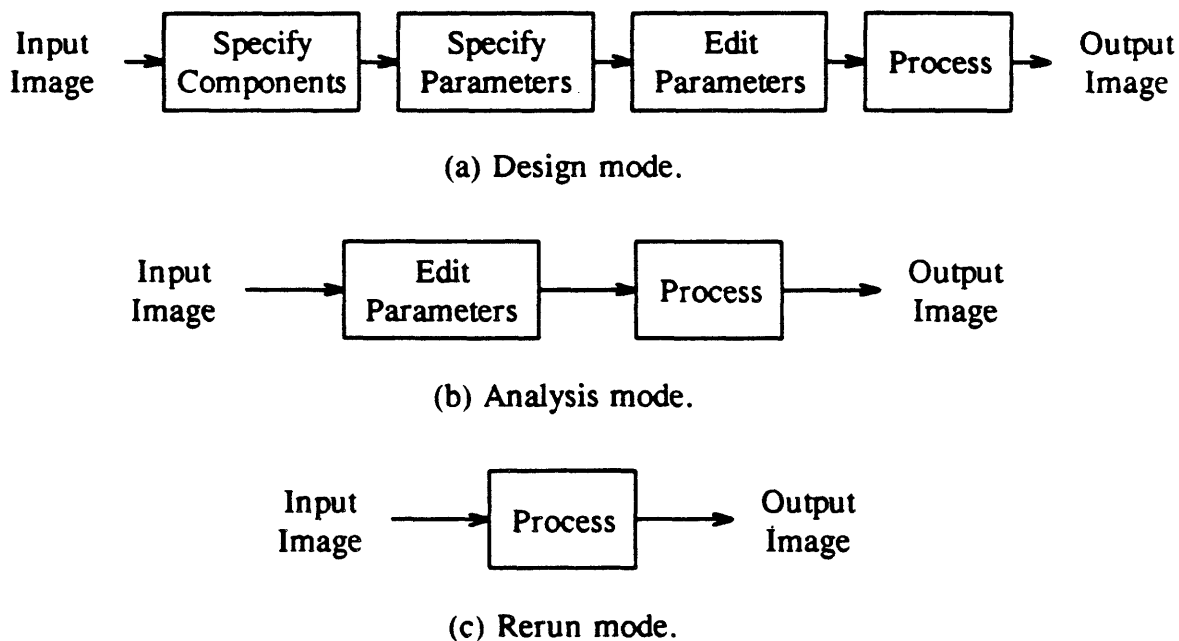 Input
Image
Specify
Components
Specify
Parameters
Edit
Parameters
Process
Output
Image
(a) Design mode.
Input
Image
Edit
Parameters
Process
Output
Image
(b) Analysis mode.
Input
Image
Process
Output
Image
(c) Rerun mode.